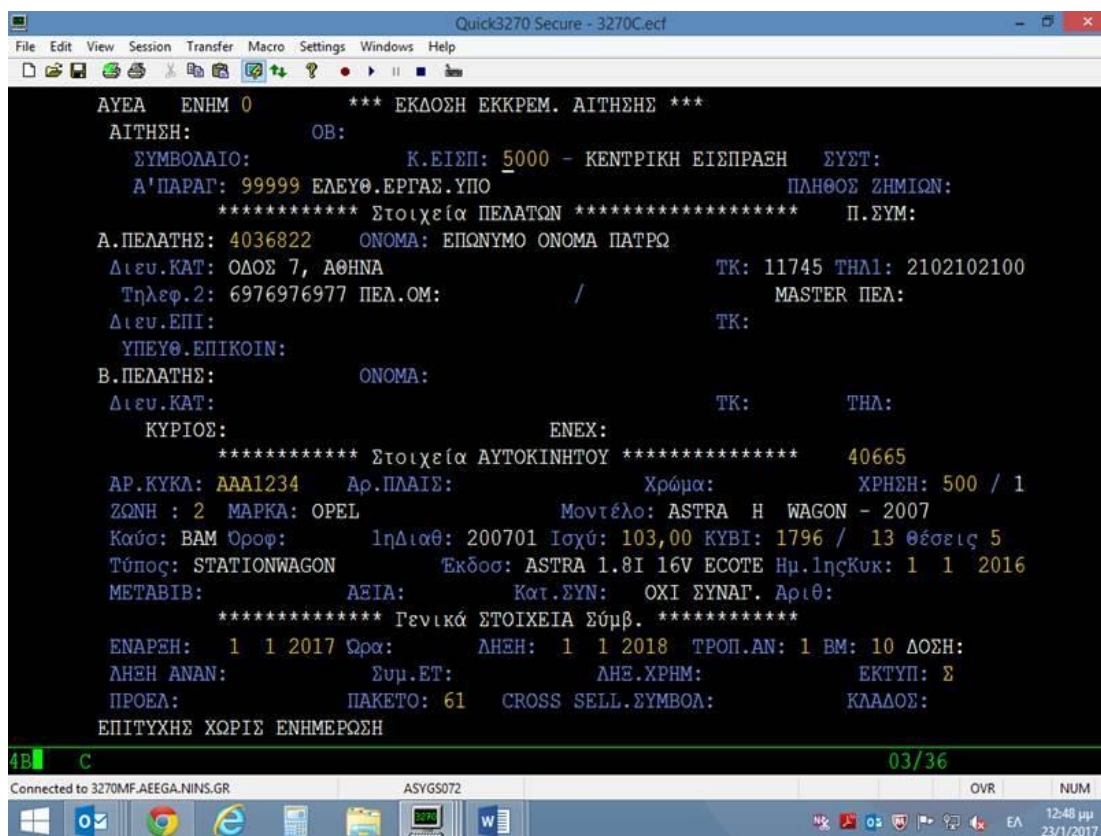 Quick3270 Secure - 3270C.ecf
File Edit View Session Transfer Macro Settings Windows Help
ΑΥΕΑ ΕΝΗΜ 0 *** ΕΚΔΟΣΗ ΕΚΚΡΕΜ. ΑΙΤΗΣΗΣ ***
ΑΙΤΗΣΗ: ΟΒ:
ΣΥΜΒΟΛΑΙΟ: Κ.ΕΙΣΠ: 5000 - ΚΕΝΤΡΙΚΗ ΕΙΣΠΡΑΞΗ ΣΥΣΤ:
Α'ΠΑΡΑΓ: 99999 ΕΛΕΥΘ.ΕΡΓΑΣ.ΥΠΟ ΠΛΗΘΟΣ ΖΗΜΙΩΝ:
************ Στοιχεία ΠΕΛΑΤΩΝ ******************* Π.ΣΥΜ:
Α.ΠΕΛΑΤΗΣ: 4036822 ΟΝΟΜΑ: ΕΠΩΝΥΜΟ ΟΝΟΜΑ ΠΑΤΡΩ
Διευ.ΚΑΤ: ΟΔΟΣ 7, ΑΘΗΝΑ ΤΚ: 11745 ΤΗΛ1: 2102102100
Τηλεφ.2: 6976976977 ΠΕΛ.ΟΜ: / MASTER ΠΕΛ:
Διευ.ΕΠΙ: ΤΚ:
ΥΠΕΥΘ.ΕΠΙΚΟΙΝ:
Β.ΠΕΛΑΤΗΣ: ΟΝΟΜΑ:
Διευ.ΚΑΤ: ΤΚ: ΤΗΛ:
ΚΥΡΙΟΣ: ΕΝΕΧ:
************ Στοιχεία ΑΥΤΟΚΙΝΗΤΟΥ *************** 40665
ΑΡ.ΚΥΚΛ: ΑΑΑ1234 Αρ.ΠΛΑΙΣ: Χρώμα: ΧΡΗΣΗ: 500 / 1
ΖΩΝΗ : 2 ΜΑΡΚΑ: OPEL Μοντέλο: ASTRA H WAGON - 2007
Καύσ: ΒΑΜ Όροφ: 1ηΔιαθ: 200701 Ισχύ: 103,00 ΚΥΒΙ: 1796 / 13 Θέσεις 5
Τύπος: STATIONWAGON Έκδοσ: ASTRA 1.8I 16V ECOTE Ημ.1ηςΚυκ: 1 1 2016
ΜΕΤΑΒΙΒ: ΑΞΙΑ: Κατ.ΣΥΝ: ΟΧΙ ΣΥΝΑΓ. Αριθ:
************** Γενικά ΣΤΟΙΧΕΙΑ Σύμβ. ************
ΕΝΑΡΞΗ: 1 1 2017 Ώρα: ΛΗΞΗ: 1 1 2018 ΤΡΟΠ.ΑΝ: 1 ΒΜ: 10 ΔΟΣΗ:
ΛΗΞΗ ΑΝΑΝ: Συμ.ΕΤ: ΛΗΞ.ΧΡΗΜ: ΕΚΤΥΠ: Σ
ΠΡΟΕΛ: ΠΑΚΕΤΟ: 61 CROSS SELL.ΣΥΜΒΟΛ: ΚΛΑΔΟΣ:
ΕΠΙΤΥΧΗΣ ΧΩΡΙΣ ΕΝΗΜΕΡΩΣΗ
4B C 03/36
Connected to 3270MF.AEEGA.NINS.GR ASYGS072 OVR NUM
ΕΛ 12:48 μμ
23/1/2017